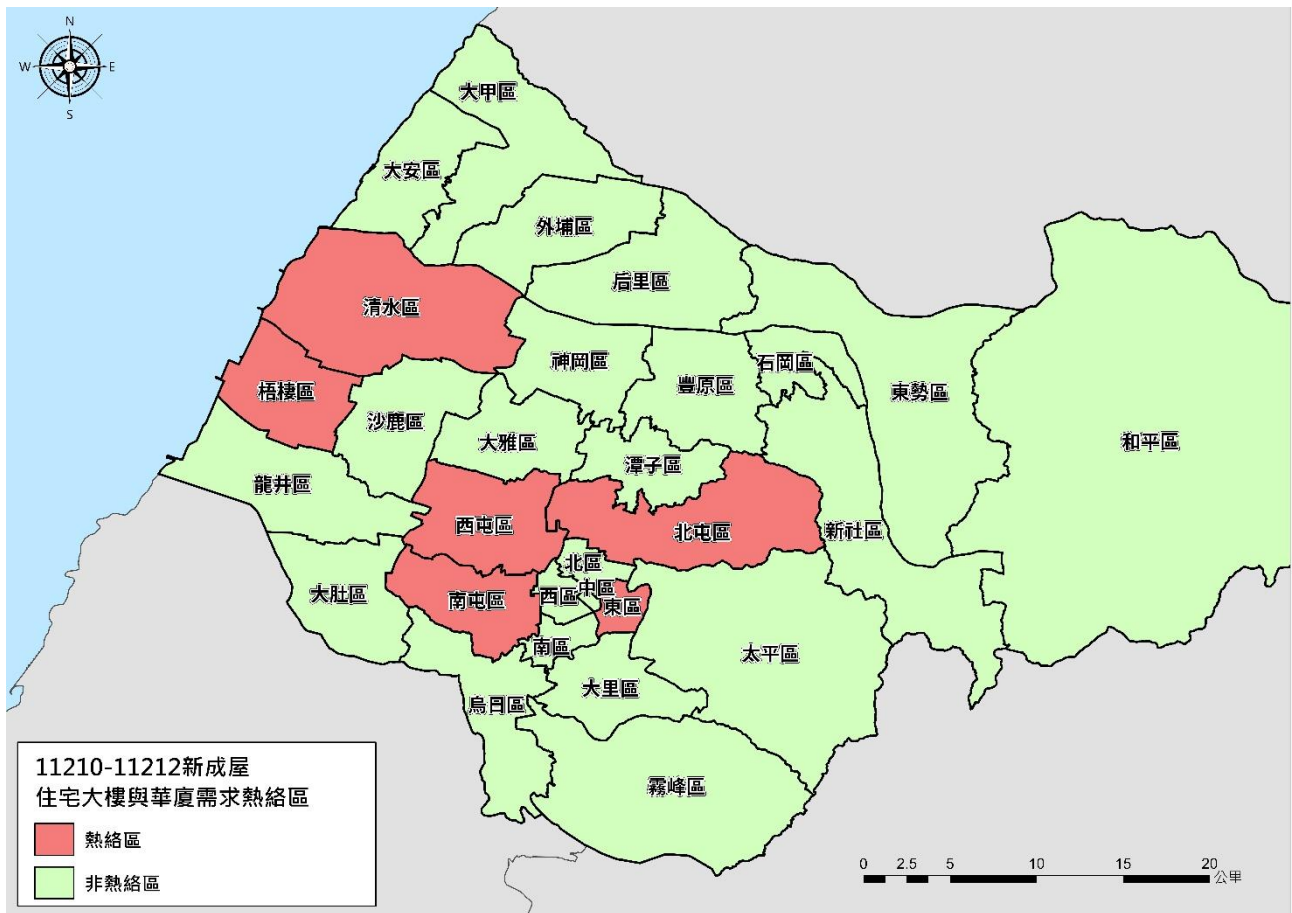 N
W
E
S
大甲區
大安區
外埔區
后里區
清水區
神岡區
石岡區
豐原區
東勢區
梧棲區
沙鹿區
大雅區
潭子區
和平區
龍井區
西屯區
北屯區
新社區
北區
中區
大肚區
南屯區
西區
東區
南區
太平區
大里區
烏日區
霧峰區
11210-11212新成屋
住宅大樓與華廈需求熱絡區
熱絡區
非熱絡區
0 2.5 5 10 15 20
公里